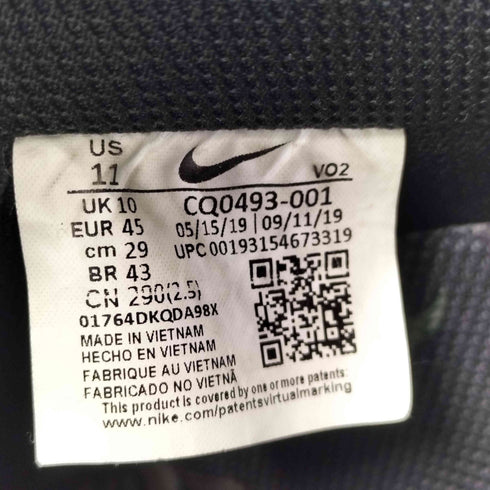 US
11
VO2
UK 10
CQ0493-001
EUR 45
05/15/19 | 09/11/19
cm 29
UPC 00193154673319
BR 43
CN 290(2.5)
01764DKQDA98X
MADE IN VIETNAM
HECHO EN VIETNAM
FABRIQUE AU VIETNAM
FABRICADO NO VIETNÃ
This product is covered by one or more patents:
www.nike.com/patentsvirtualmarking